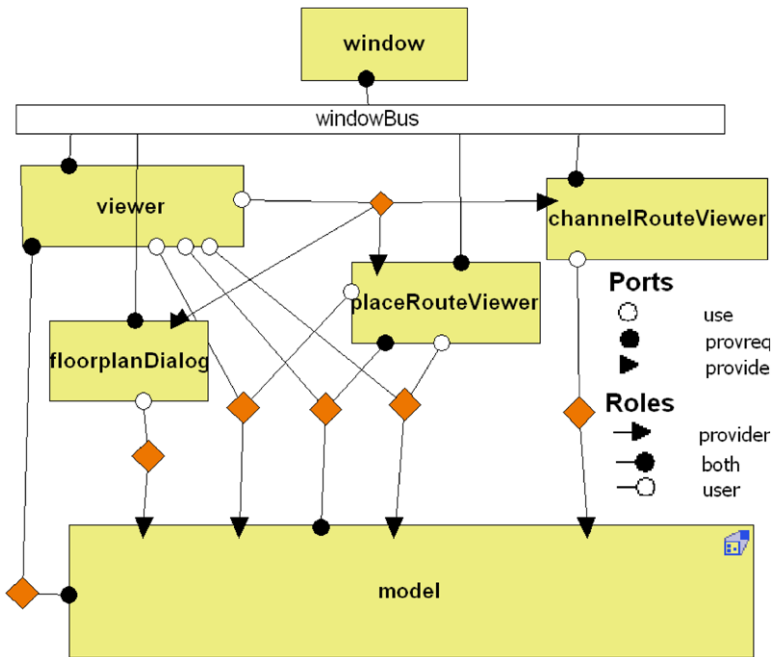 window
windowBus
viewer
channelRouteViewer
placeRouteViewer
floorplanDialog
Ports
use
provreq
provide
Roles
provider
both
user
model